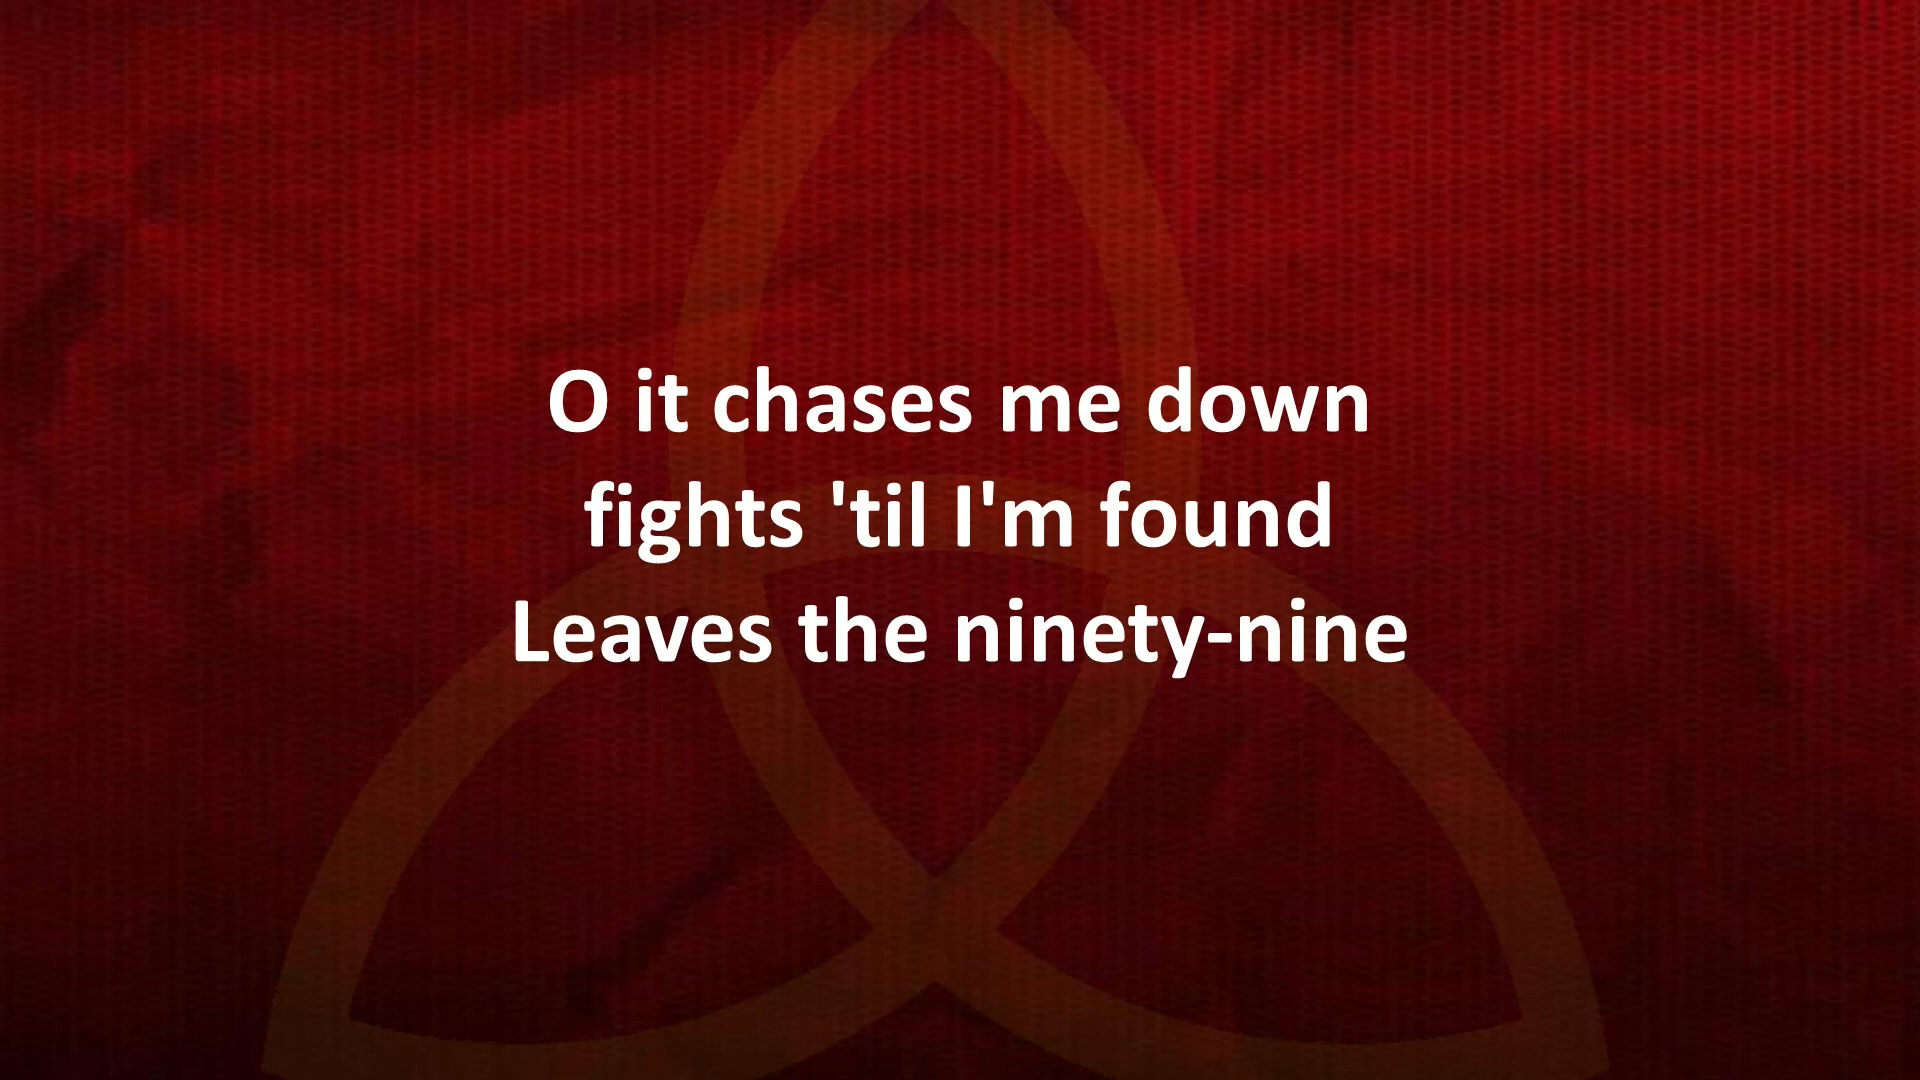 O it chases me down
fights 'til I'm found
Leaves the ninety-nine